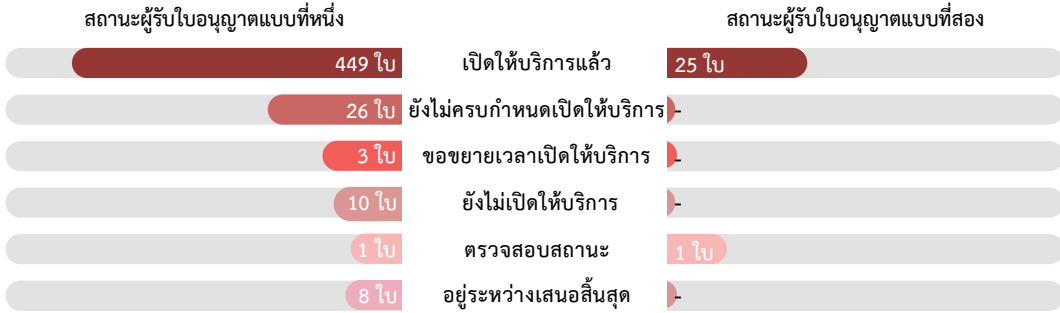 สถานะผู้รับใบอนุญาตแบบที่หนึ่ง สถานะผู้รับใบอนุญาตแบบที่สอง
449 ใบ เปิดให้บริการแล้ว 25 ใบ
26 ใบ ยังไม่ครบกำหนดเปิดให้บริการ -
3 ใบ ขอขยายเวลาเปิดให้บริการ -
10 ใบ ยังไม่เปิดให้บริการ -
1 ใบ ตรวจสอบสถานะ 1 ใบ
8 ใบ อยู่ระหว่างเสนอสิ้นสุด -